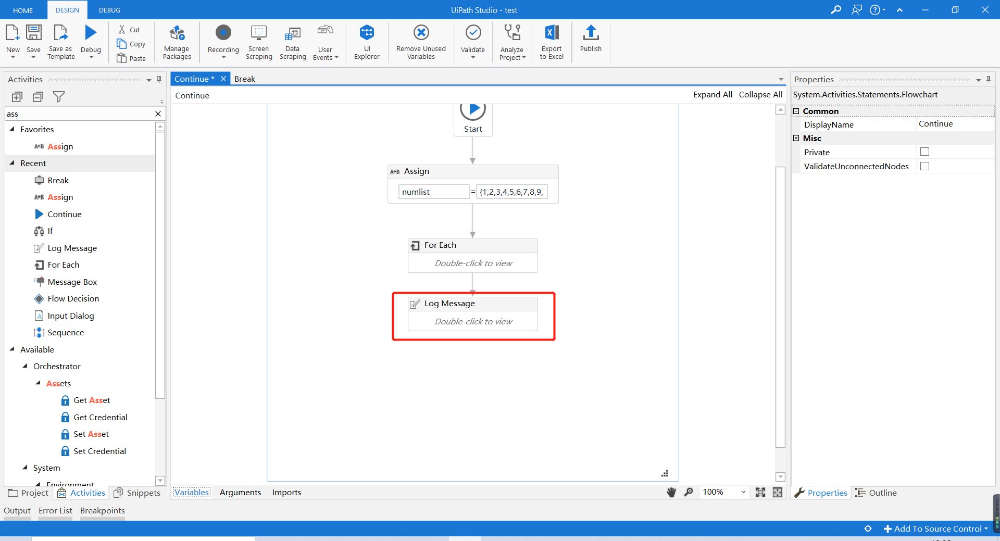 HOME DESIGN DEBUG UiPath Studio - test
New Save Save as Template Debug Cut Copy Paste Manage Packages Recording Screen Scraping Data Scraping User Events UI Explorer Remove Unused Variables Validate Analyze Project Export to Excel Publish
Activities
ass
Favorites
Assign
Recent
Break
Assign
Continue
If
Log Message
For Each
Message Box
Flow Decision
Input Dialog
Sequence
Available
Orchestrator
Assets
Get Asset
Get Credential
Set Asset
Set Credential
System
Environment
Project Activities Snippets
Continue * Break
Continue Expand All Collapse All
Start
A+B Assign
numlist = {1,2,3,4,5,6,7,8,9,
For Each
Double-click to view
Log Message
Double-click to view
Variables Arguments Imports 100%
Properties
System.Activities.Statements.Flowchart
Common
DisplayName Continue
Misc
Private
ValidateUnconnectedNodes
Properties Outline
Output Error List Breakpoints
Add To Source Control